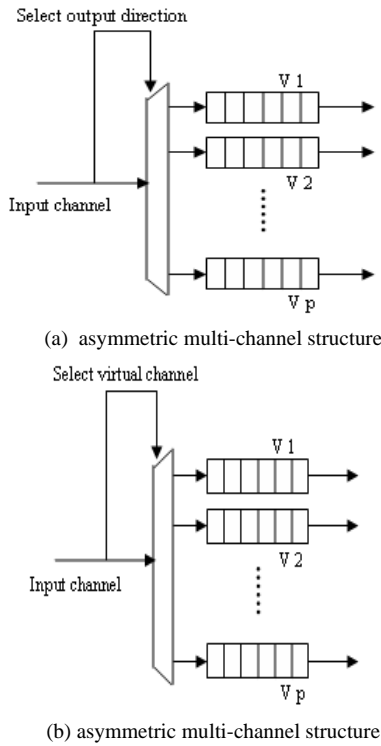 Select output direction
V 1
V 2
Input channel
V p
(a) asymmetric multi-channel structure
Select virtual channel
V 1
V 2
Input channel
V p
(b) asymmetric multi-channel structure